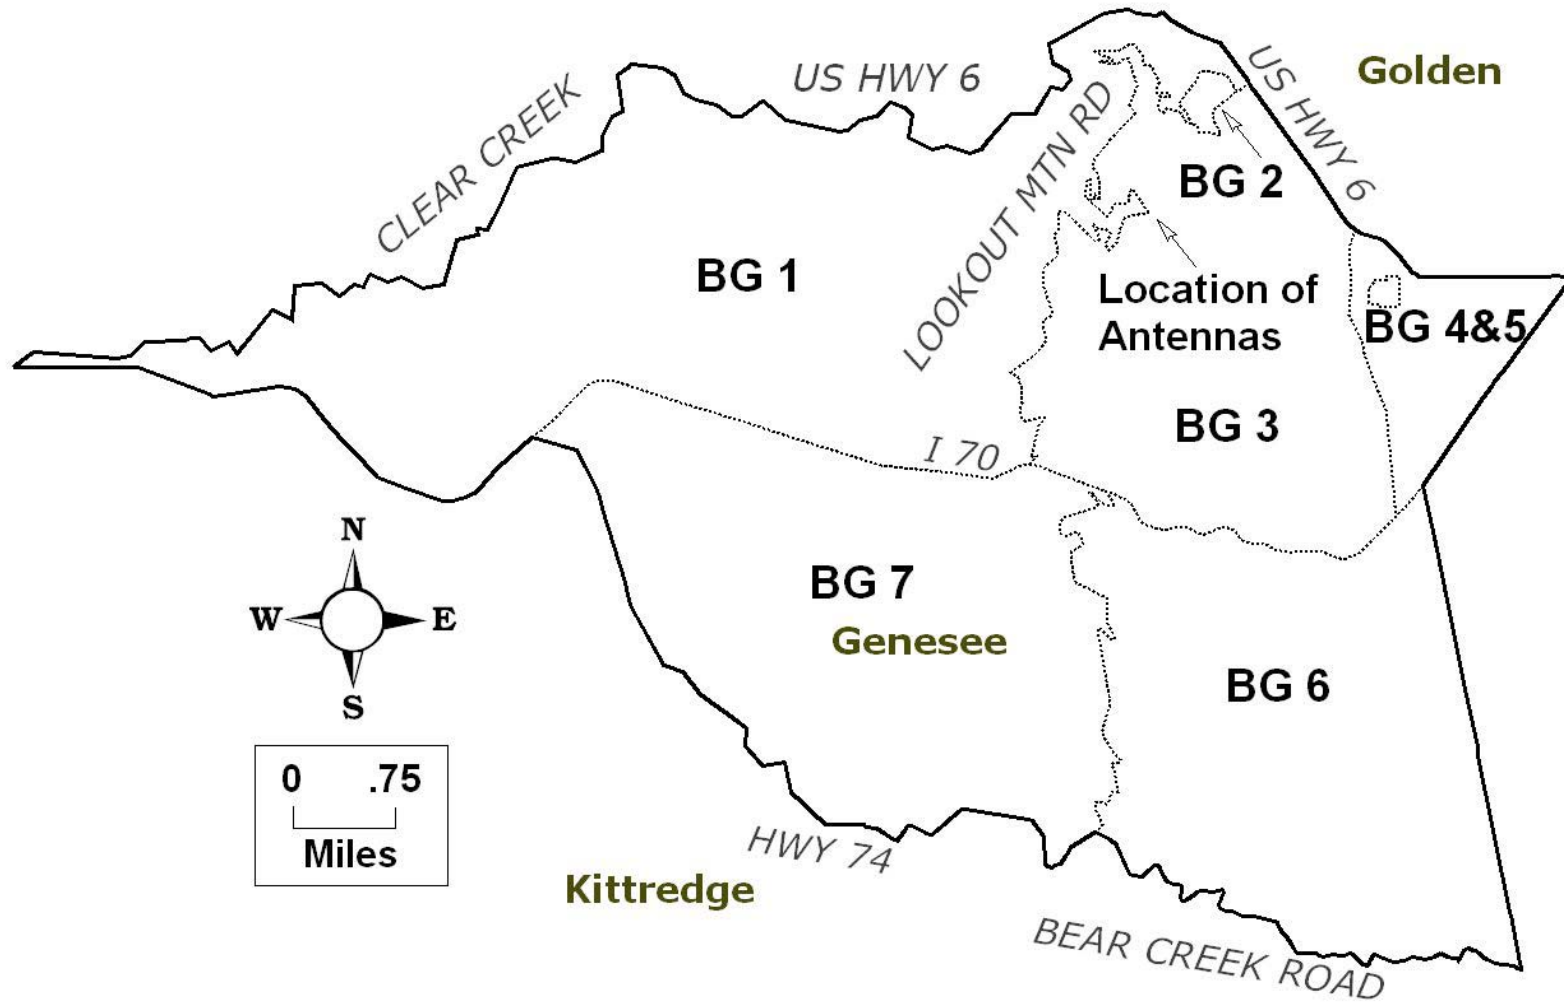 US HWY 6
Golden
CLEAR CREEK
LOOKOUT MTN RD
US HWY 6
BG 2
BG 1
Location of
Antennas
BG 4&5
BG 3
I 70
N
W
E
S
BG 7
Genesee
BG 6
0 .75
Miles
HWY 74
Kittredge
BEAR CREEK ROAD